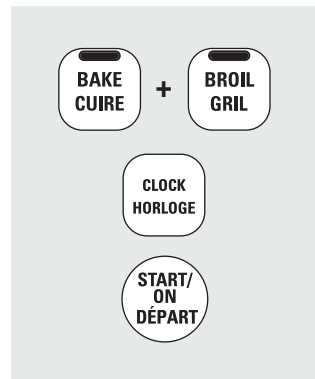 BAKE
CUIRE
+
BROIL
GRIL
CLOCK
HORLOGE
START/
ON
DÉPART